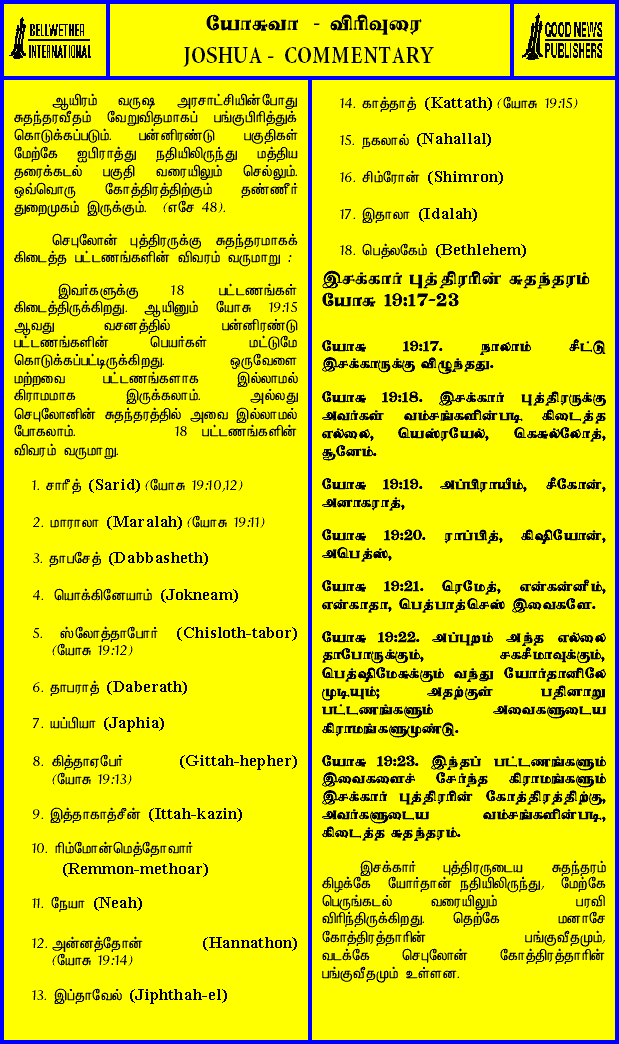 BELLWETHER
INTERNATIONAL
யோசுவா - விரிவுரை
JOSHUA - COMMENTARY
GOOD NEWS
PUBLISHERS
ஆயிரம் வருஷ அரசாட்சியின்போது
சுதந்தரவீதம் வேறுவிதமாகப் பங்குபிரித்துக்
கொடுக்கப்படும். பன்னிரண்டு பகுதிகள்
மேற்கே ஐபிராத்து நதியிலிருந்து மத்திய
தரைக்கடல் பகுதி வரையிலும் செல்லும்.
ஒவ்வொரு கோத்திரத்திற்கும் தண்ணீர்
துறைமுகம் இருக்கும். (எசே 48).
செபுலோன் புத்திரருக்கு சுதந்தரமாகக்
கிடைத்த பட்டணங்களின் விவரம் வருமாறு :
இவர்களுக்கு 18 பட்டணங்கள்
கிடைத்திருக்கிறது. ஆயினும் யோசு 19:15
ஆவது வசனத்தில் பன்னிரண்டு
பட்டணங்களின் பெயர்கள் மட்டுமே
கொடுக்கப்பட்டிருக்கிறது. ஒருவேளை
மற்றவை பட்டணங்களாக இல்லாமல்
கிராமமாக இருக்கலாம். அல்லது
செபுலோனின் சுதந்தரத்தில் அவை இல்லாமல்
போகலாம். 18 பட்டணங்களின்
விவரம் வருமாறு.
1. சாரீத் (Sarid) (யோசு 19:10,12)
2. மாராலா (Maralah) (யோசு 19:11)
3. தாபசேத் (Dabbasheth)
4. யொக்கினேயாம் (Jokneam)
5. ஸ்லோத்தாபோர் (Chisloth-tabor)
(யோசு 19:12)
6. தாபராத் (Daberath)
7. யப்பியா (Japhia)
8. கித்தாஏபேர் (Gittah-hepher)
(யோசு 19:13)
9. இத்தாகாத்சீன் (Ittah-kazin)
10. ரிம்மோன்மெத்தோவார்
(Remmon-methoar)
11. நேயா (Neah)
12. அன்னத்தோன் (Hannathon)
(யோசு 19:14)
13. இப்தாவேல் (Jiphthah-el)
14. காத்தாத் (Kattath) (யோசு 19:15)
15. நகலால் (Nahallal)
16. சிம்ரோன் (Shimron)
17. இதாலா (Idalah)
18. பெத்லகேம் (Bethlehem)
இசக்கார் புத்திரரின் சுதந்தரம்
யோசு 19:17-23
யோசு 19:17. நாலாம் சீட்டு
இசக்காருக்கு விழுந்தது.
யோசு 19:18. இசக்கார் புத்திரருக்கு
அவர்கள் வம்சங்களின்படி கிடைத்த
எல்லை, யெஸ்ரயேல், கெசுல்லோத்,
சூனேம்.
யோசு 19:19. அப்பிராயீம், சீகோன்,
அனாகராத்,
யோசு 19:20. ராப்பித், கிஷியோன்,
அபெத்ஸ்,
யோசு 19:21. ரெமேத், என்கன்னீம்,
என்காதா, பெத்பாத்செஸ் இவைகளே.
யோசு 19:22. அப்புறம் அந்த எல்லை
தாபோருக்கும், சகசீமாவுக்கும்,
பெத்ஷிமேசுக்கும் வந்து யோர்தானிலே
முடியும்; அதற்குள் பதினாறு
பட்டணங்களும் அவைகளுடைய
கிராமங்களுமுண்டு.
யோசு 19:23. இந்தப் பட்டணங்களும்
இவைகளைச் சேர்ந்த கிராமங்களும்
இசக்கார் புத்திரரின் கோத்திரத்திற்கு,
அவர்களுடைய வம்சங்களின்படி,
கிடைத்த சுதந்தரம்.
இசக்கார் புத்திரருடைய சுதந்தரம்
கிழக்கே யோர்தான் நதியிலிருந்து, மேற்கே
பெருங்கடல் வரையிலும் பரவி
விரிந்திருக்கிறது. தெற்கே மனாசே
கோத்திரத்தாரின் பங்குவீதமும்,
வடக்கே செபுலோன் கோத்திரத்தாரின்
பங்குவீதமும் உள்ளன.